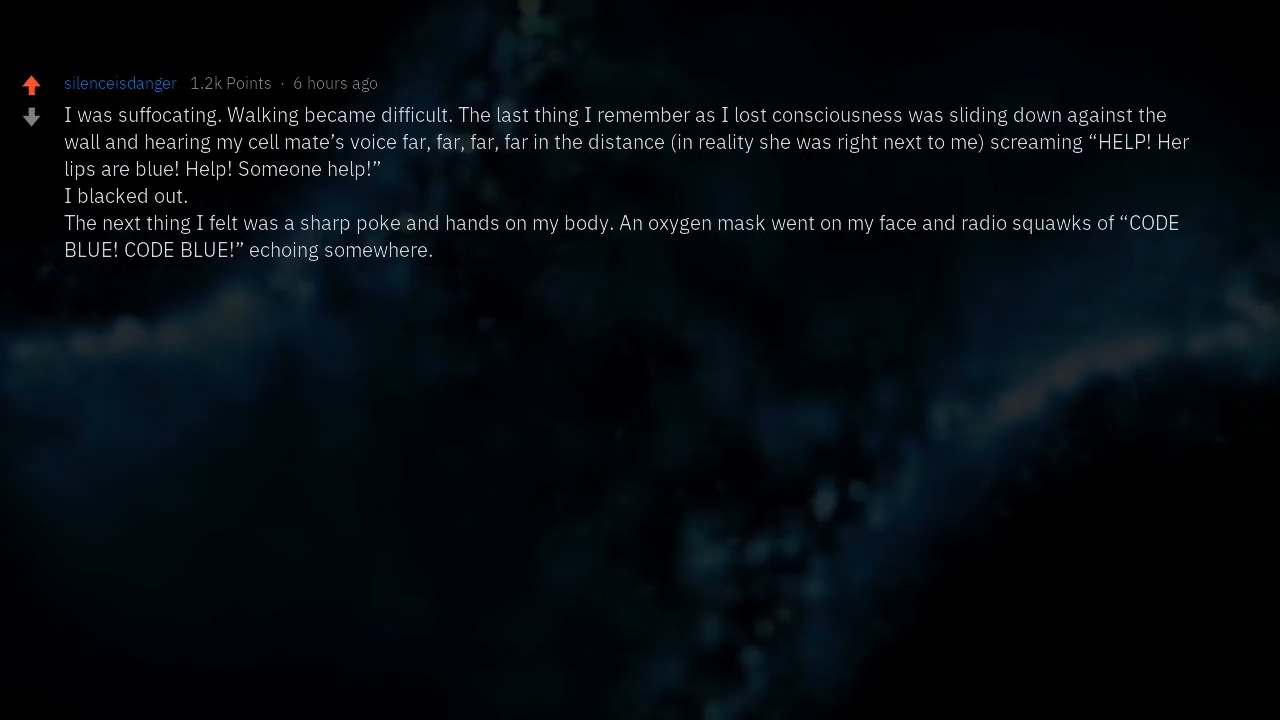 silenceisdanger 1.2k Points · 6 hours ago
I was suffocating. Walking became difficult. The last thing I remember as I lost consciousness was sliding down against the
wall and hearing my cell mate’s voice far, far, far, far in the distance (in reality she was right next to me) screaming “HELP! Her
lips are blue! Help! Someone help!”
I blacked out.
The next thing I felt was a sharp poke and hands on my body. An oxygen mask went on my face and radio squawks of “CODE
BLUE! CODE BLUE!” echoing somewhere.